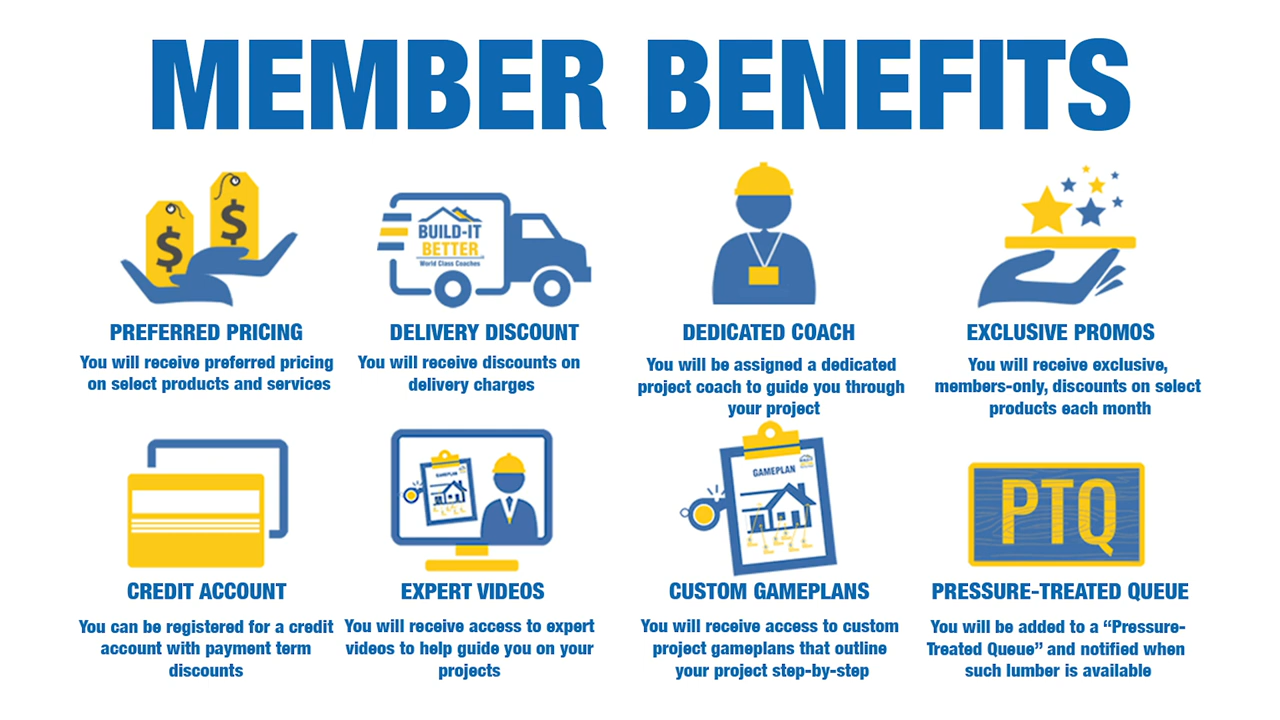 MEMBER BENEFITS
$
$
BUILD-IT
BETTER
World Class Coaches
PREFERRED PRICING
You will receive preferred pricing
on select products and services
DELIVERY DISCOUNT
You will receive discounts on
delivery charges
DEDICATED COACH
You will be assigned a dedicated
project coach to guide you through
your project
EXCLUSIVE PROMOS
You will receive exclusive,
members-only, discounts on select
products each month
CREDIT ACCOUNT
You can be registered for a credit
account with payment term
discounts
GAMEPLAN
EXPERT VIDEOS
You will receive access to expert
videos to help guide you on your
projects
GAMEPLAN
CUSTOM GAMEPLANS
You will receive access to custom
project gameplans that outline
your project step-by-step
PTQ
PRESSURE-TREATED QUEUE
You will be added to a “Pressure-
Treated Queue” and notified when
such lumber is available